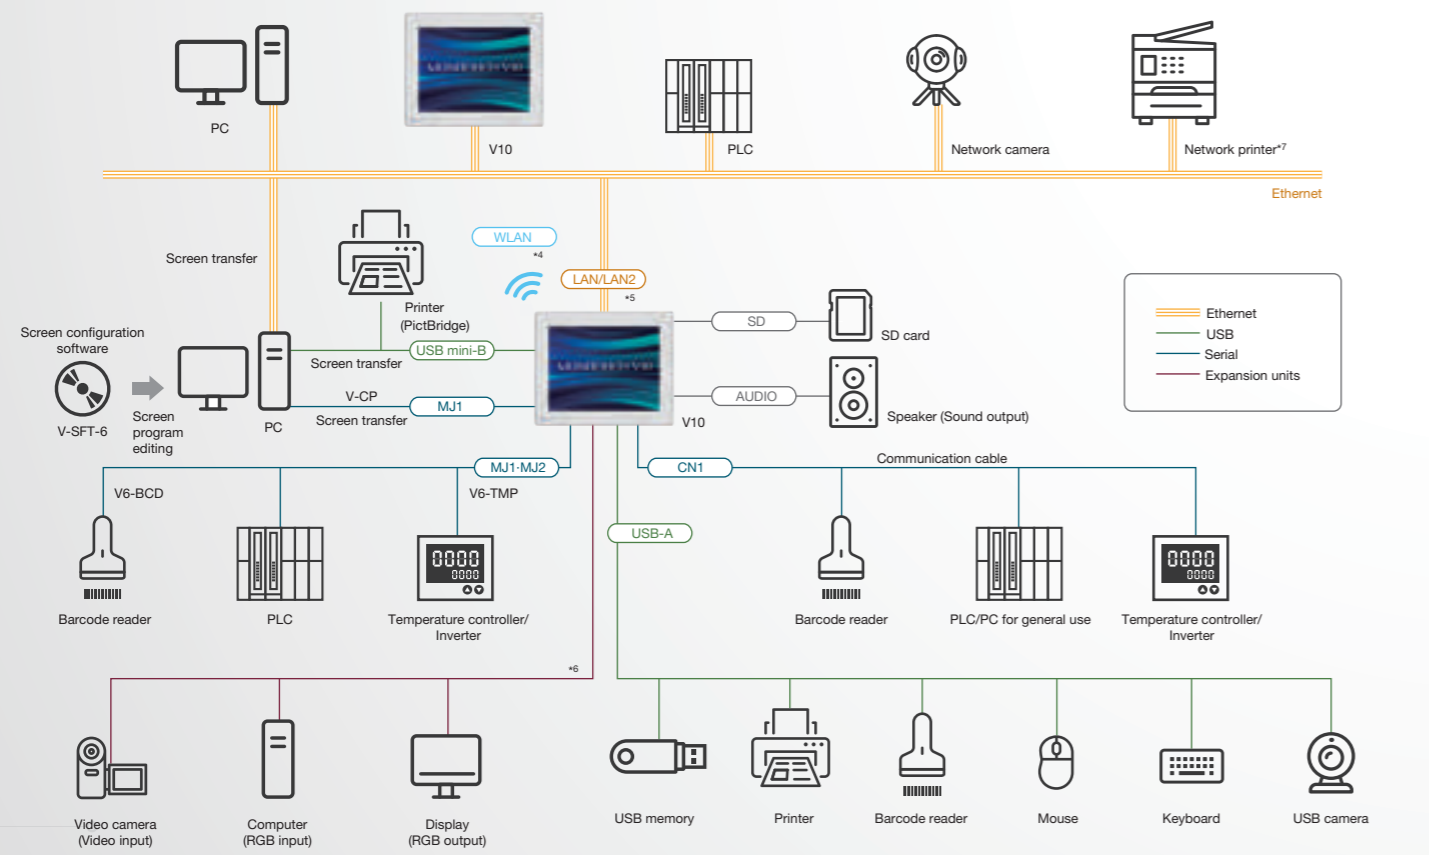 PC
V10
PLC
Network camera
Network printer*7
Ethernet
WLAN
*4
Screen transfer
LAN/LAN2
*5
Printer
(PictBridge)
Ethernet
USB
Serial
Expansion units
SD
SD card
Screen configuration
software
USB mini-B
Screen transfer
V-CP
MJ1
Screen transfer
AUDIO
Speaker (Sound output)
V10
V-SFT-6
Screen
program
editing
PC
MJ1·MJ2
CN1
Communication cable
V6-BCD
V6-TMP
USB-A
0000
0000
0000
0000
Barcode reader
PLC
Temperature controller/
Inverter
Barcode reader
PLC/PC for general use
Temperature controller/
Inverter
*6
Video camera
(Video input)
Computer
(RGB input)
Display
(RGB output)
USB memory
Printer
Barcode reader
Mouse
Keyboard
USB camera